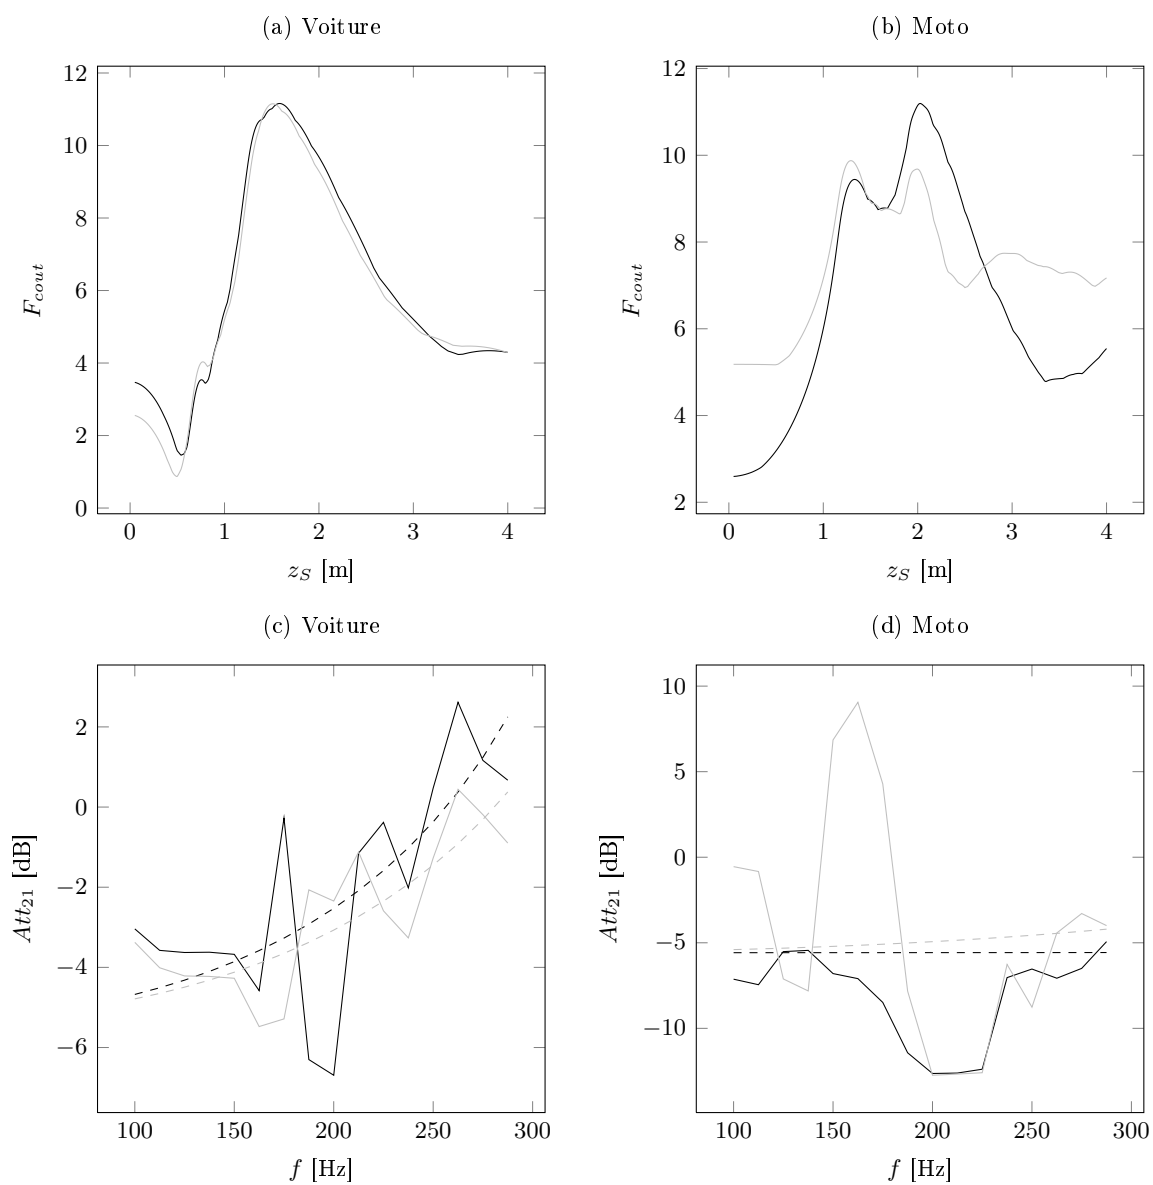 (a) Voiture
12
10
8
6
4
2
0
F_cout
0 1 2 3 4
z_S [m]
(b) Moto
12
10
8
6
4
2
F_cout
0 1 2 3 4
z_S [m]
(c) Voiture
2
0
−2
−4
−6
Att_21 [dB]
100 150 200 250 300
f [Hz]
(d) Moto
10
5
0
−5
−10
Att_21 [dB]
100 150 200 250 300
f [Hz]